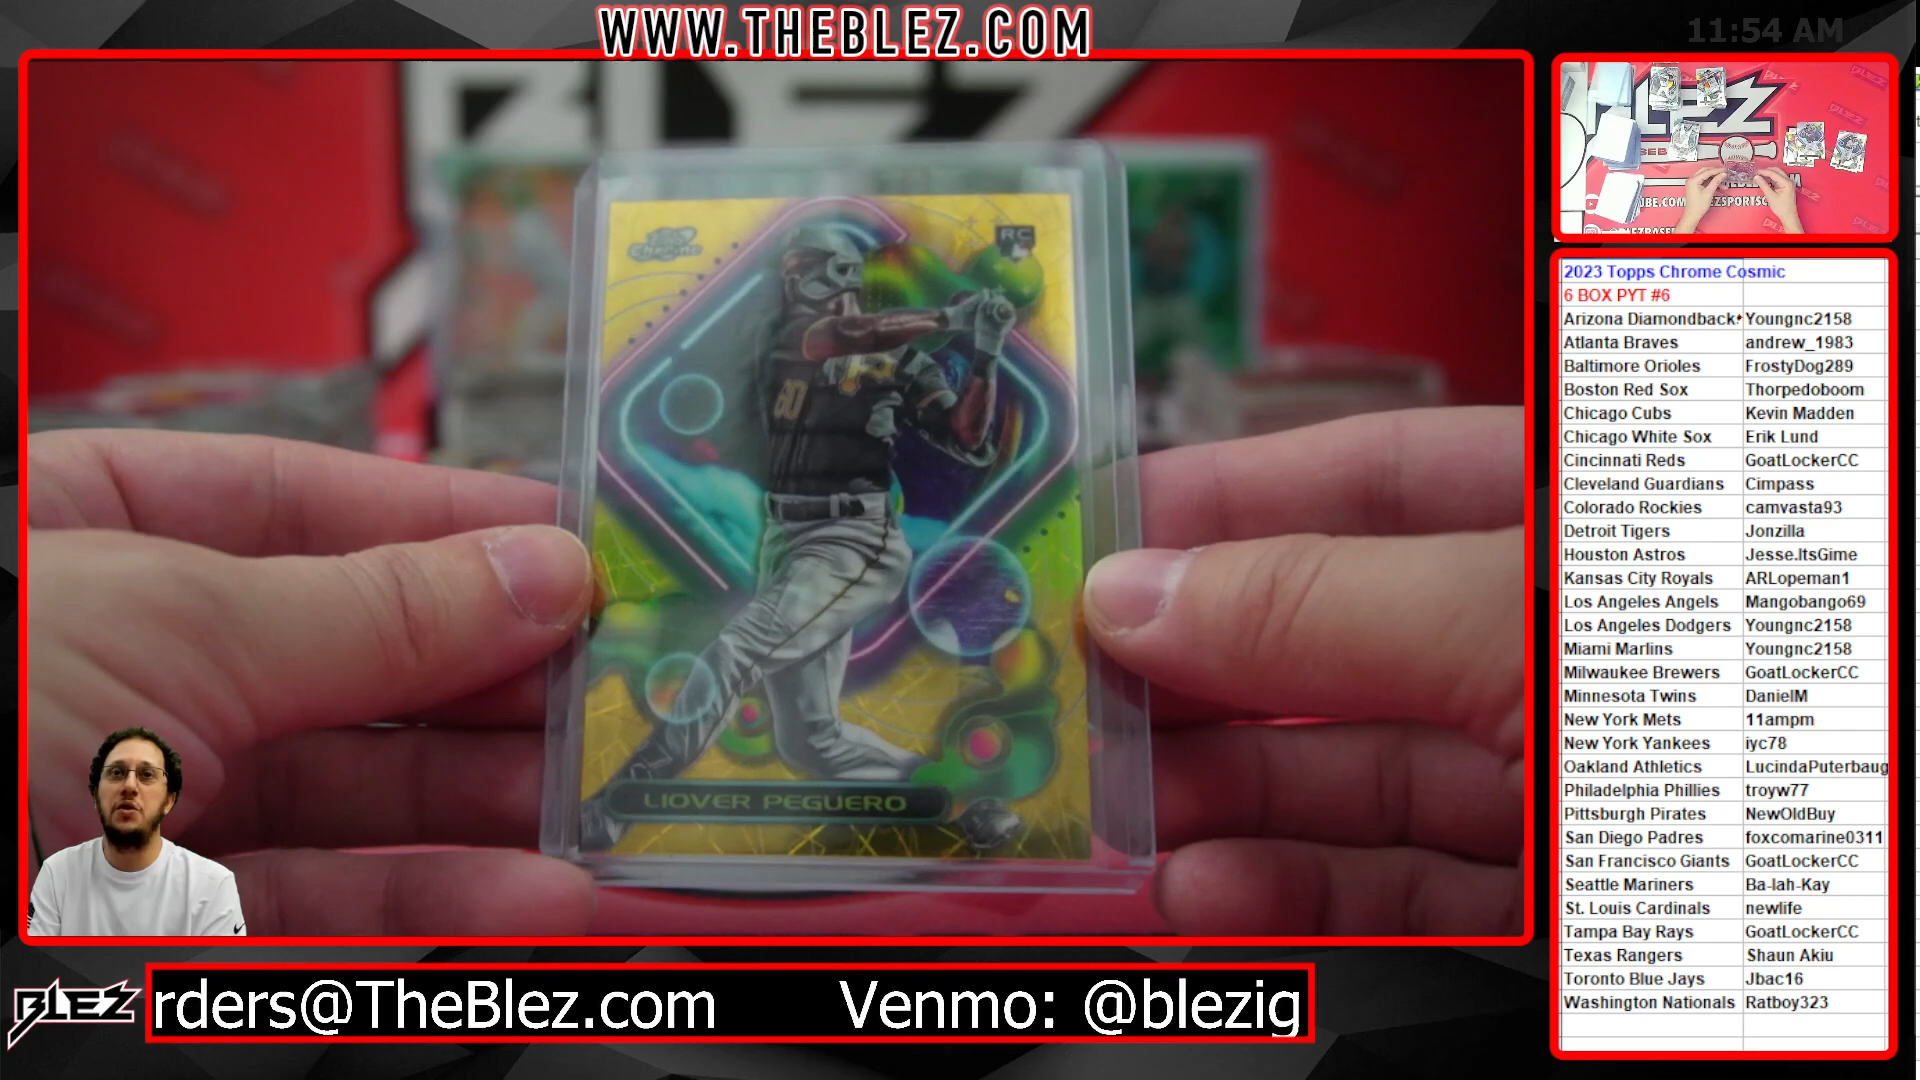 WWW.THEBLEZ.COM
11:54 AM
BLEZ
RC
Chrome
80
LIOVER PEGUERO
2023 Topps Chrome Cosmic
6 BOX PYT #6
Arizona Diamondback Youngnc2158
Atlanta Braves andrew_1983
Baltimore Orioles FrostyDog289
Boston Red Sox Thorpedoboom
Chicago Cubs Kevin Madden
Chicago White Sox Erik Lund
Cincinnati Reds GoatLockerCC
Cleveland Guardians Cimpass
Colorado Rockies camvasta93
Detroit Tigers Jonzilla
Houston Astros Jesse.ItsGime
Kansas City Royals ARLopeman1
Los Angeles Angels Mangobango69
Los Angeles Dodgers Youngnc2158
Miami Marlins Youngnc2158
Milwaukee Brewers GoatLockerCC
Minnesota Twins DanielM
New York Mets 11ampm
New York Yankees iyc78
Oakland Athletics LucindaPuterbaug
Philadelphia Phillies troyw77
Pittsburgh Pirates NewOldBuy
San Diego Padres foxcomarine0311
San Francisco Giants GoatLockerCC
Seattle Mariners Ba-lah-Kay
St. Louis Cardinals newlife
Tampa Bay Rays GoatLockerCC
Texas Rangers Shaun Akiu
Toronto Blue Jays Jbac16
Washington Nationals Ratboy323
BLEZ
rders@TheBlez.com Venmo: @blezig